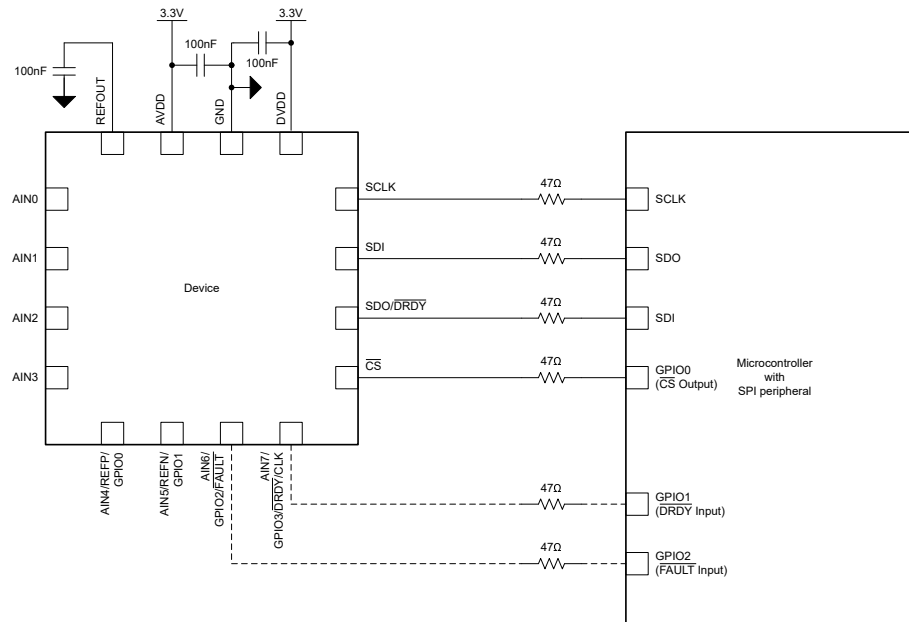 3.3V
3.3V
100nF
100nF
100nF
REFOUT
AVDD
GND
DVDD
AIN0
AIN1
AIN2
AIN3
Device
SCLK
SDI
SDO/DRDY
CS
47Ω
47Ω
47Ω
47Ω
SCLK
SDO
SDI
GPIO0
(CS Output)
Microcontroller
with
SPI peripheral
AIN4/REFP/
GPIO0
AIN5/REFN/
GPIO1
AIN6/
GPIO2/FAULT
AIN7/
GPIO3/DRDY/CLK
47Ω
GPIO1
(DRDY Input)
47Ω
GPIO2
(FAULT Input)